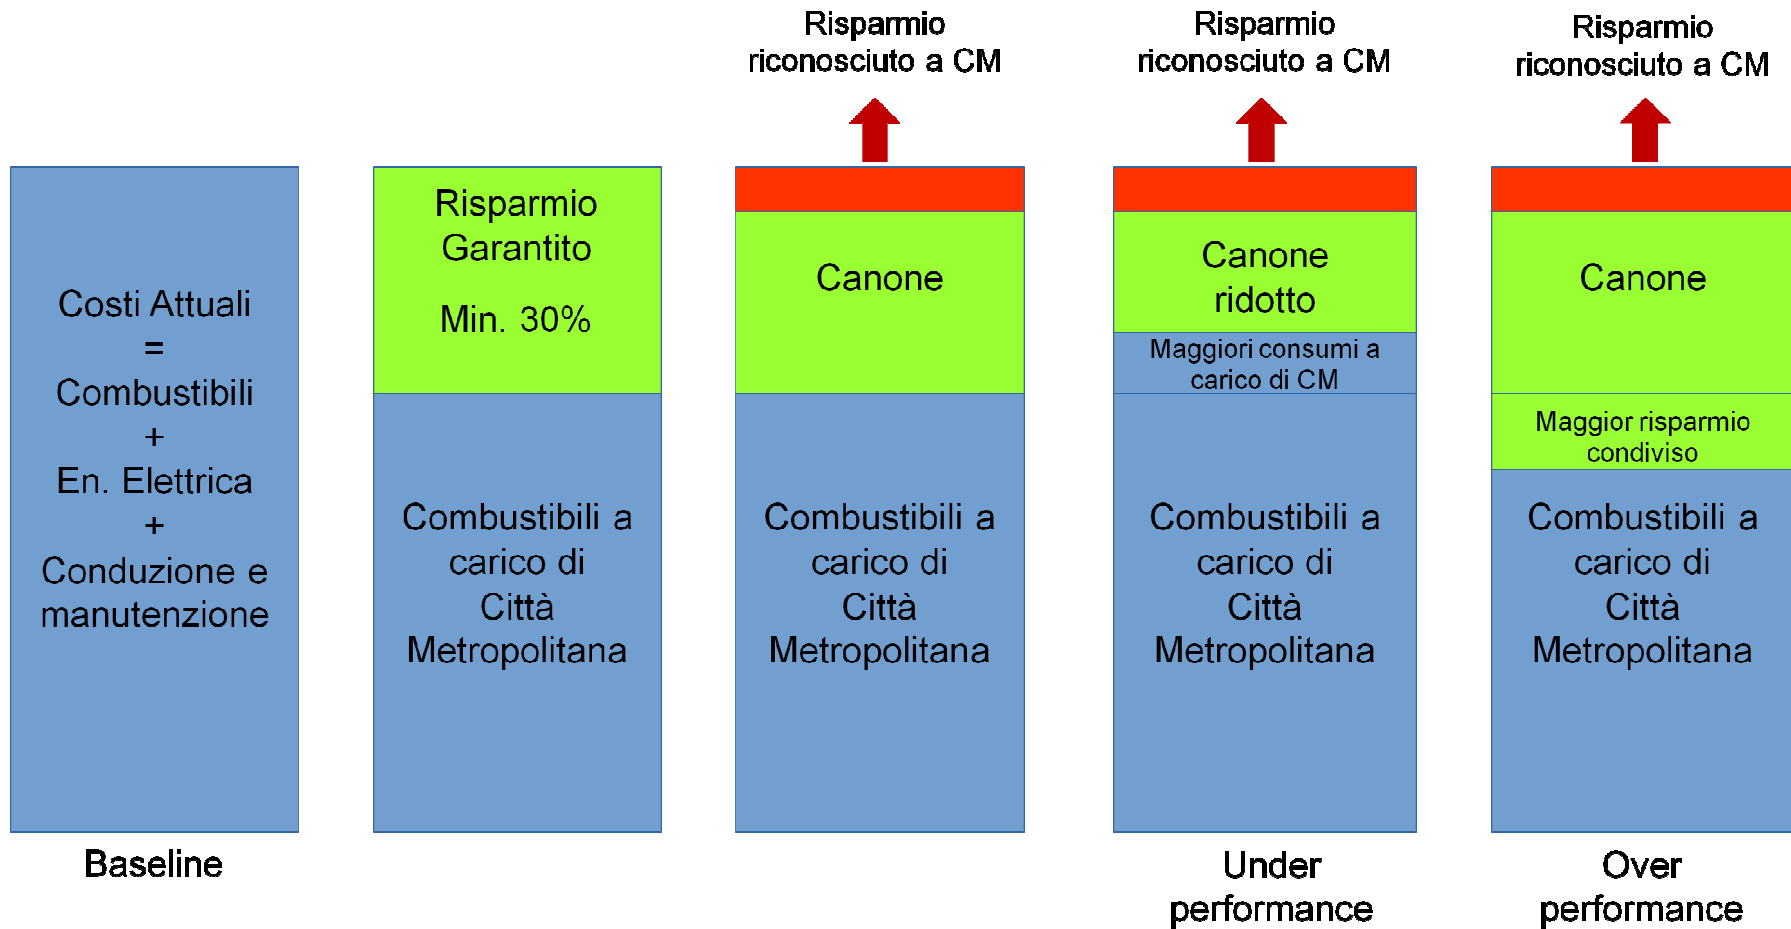 Risparmio
riconosciuto a CM
Risparmio
riconosciuto a CM
Risparmio
riconosciuto a CM
Costi Attuali
=
Combustibili
+
En. Elettrica
+
Conduzione e
manutenzione
Baseline
Risparmio
Garantito
Min. 30%
Combustibili a
carico di
Città
Metropolitana
Canone
Combustibili a
carico di
Città
Metropolitana
Canone
ridotto
Maggiori consumi a
carico di CM
Combustibili a
carico di
Città
Metropolitana
Under
performance
Canone
Maggior risparmio
condiviso
Combustibili a
carico di
Città
Metropolitana
Over
performance